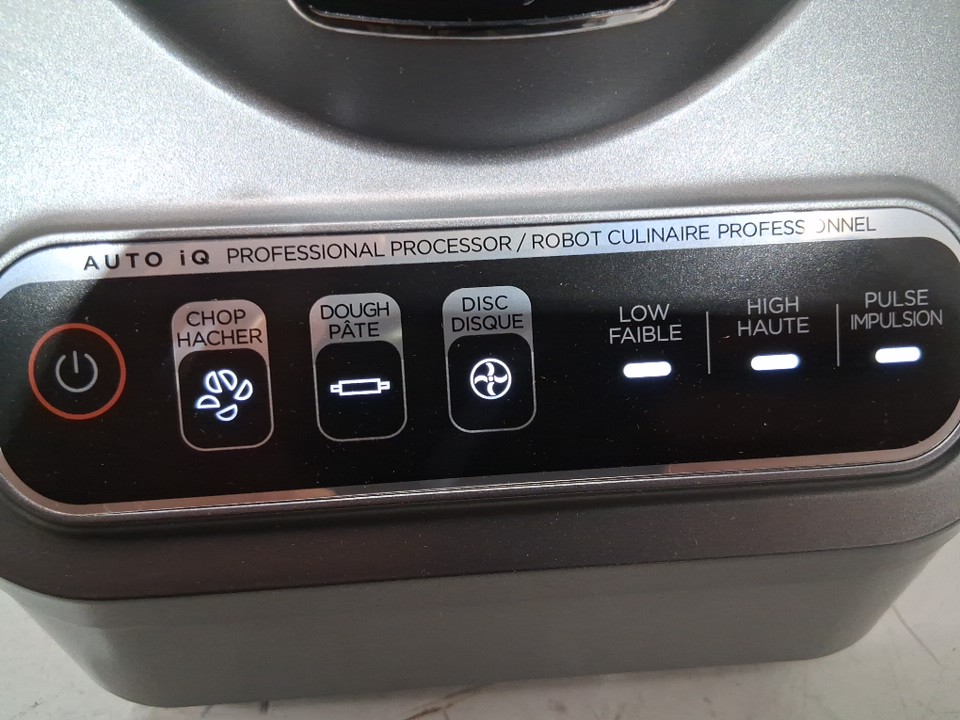 AUTO iQ PROFESSIONAL PROCESSOR / ROBOT CULINAIRE PROFESSIONNEL
CHOP
HACHER
DOUGH
PÂTE
DISC
DISQUE
LOW
FAIBLE
HIGH
HAUTE
PULSE
IMPULSION